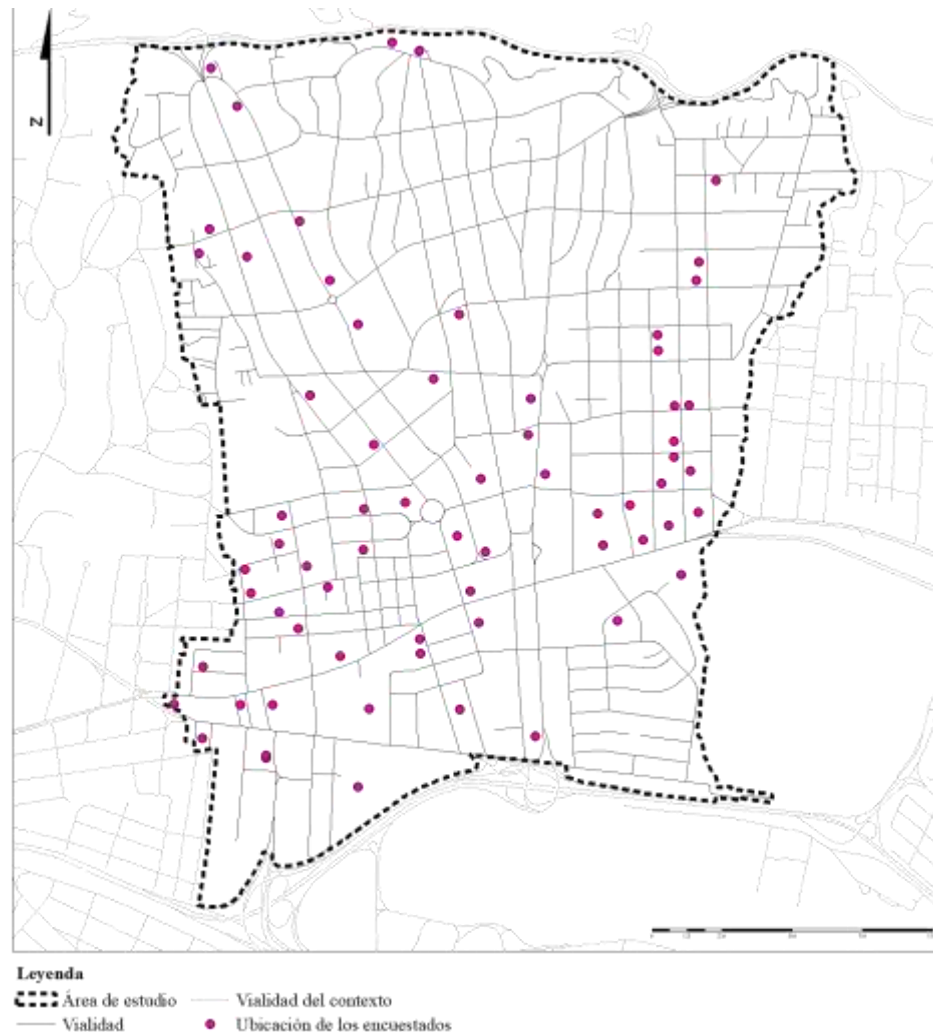 N
Leyenda
Área de estudio Vialidad del contexto
Vialidad Ubicación de los encuestados